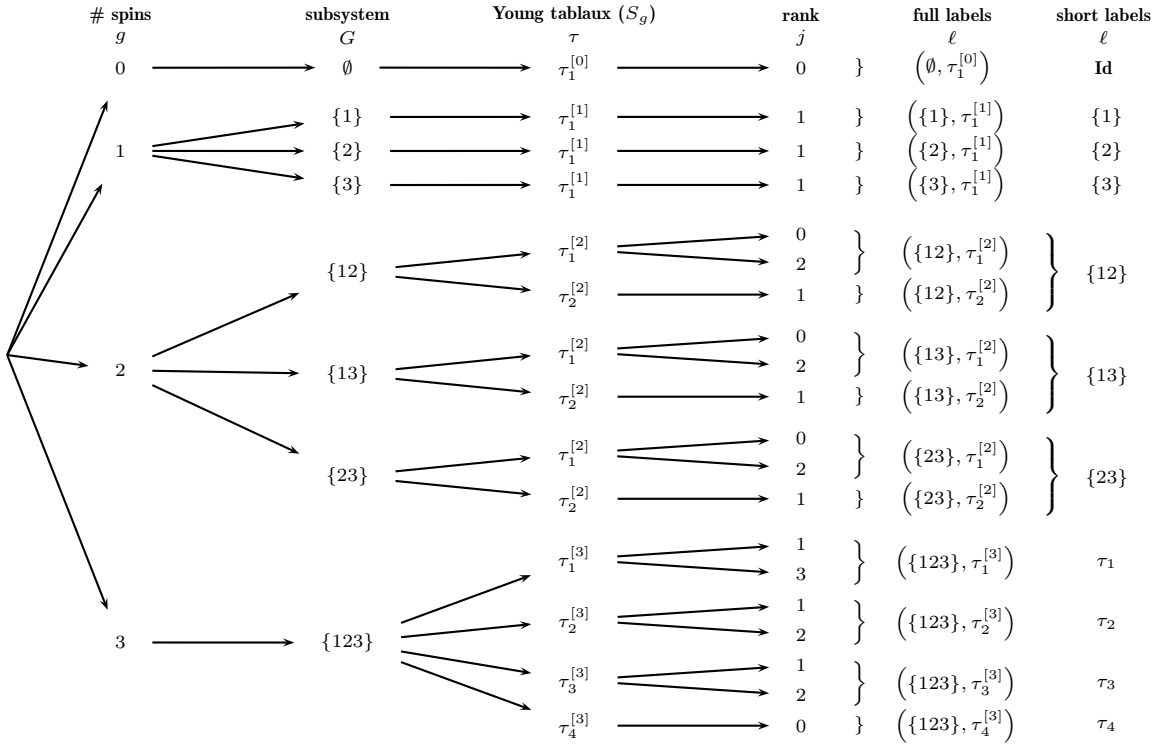 # spins subsystem Young tablaux (S_g) rank full labels short labels
g G τ j ℓ ℓ
0 ∅ τ_1^{[0]} 0 } (∅, τ_1^{[0]}) Id
{1} τ_1^{[1]} 1 } ({1}, τ_1^{[1]}) {1}
1 {2} τ_1^{[1]} 1 } ({2}, τ_1^{[1]}) {2}
{3} τ_1^{[1]} 1 } ({3}, τ_1^{[1]}) {3}
0
τ_1^{[2]} } ({12}, τ_1^{[2]})
2
{12} } {12}
τ_2^{[2]} 1 } ({12}, τ_2^{[2]})
0
τ_1^{[2]} } ({13}, τ_1^{[2]})
2
2 {13} } {13}
τ_2^{[2]} 1 } ({13}, τ_2^{[2]})
0
τ_1^{[2]} } ({23}, τ_1^{[2]})
2
{23} } {23}
τ_2^{[2]} 1 } ({23}, τ_2^{[2]})
1
τ_1^{[3]} } ({123}, τ_1^{[3]}) τ_1
3
1
τ_2^{[3]} } ({123}, τ_2^{[3]}) τ_2
2
3 {123}
1
τ_3^{[3]} } ({123}, τ_3^{[3]}) τ_3
2
τ_4^{[3]} 0 } ({123}, τ_4^{[3]}) τ_4